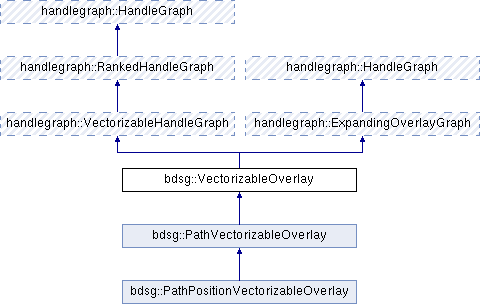 handlegraph::HandleGraph
handlegraph::RankedHandleGraph
handlegraph::HandleGraph
handlegraph::VectorizableHandleGraph
handlegraph::ExpandingOverlayGraph
bdsg::VectorizableOverlay
bdsg::PathVectorizableOverlay
bdsg::PathPositionVectorizableOverlay